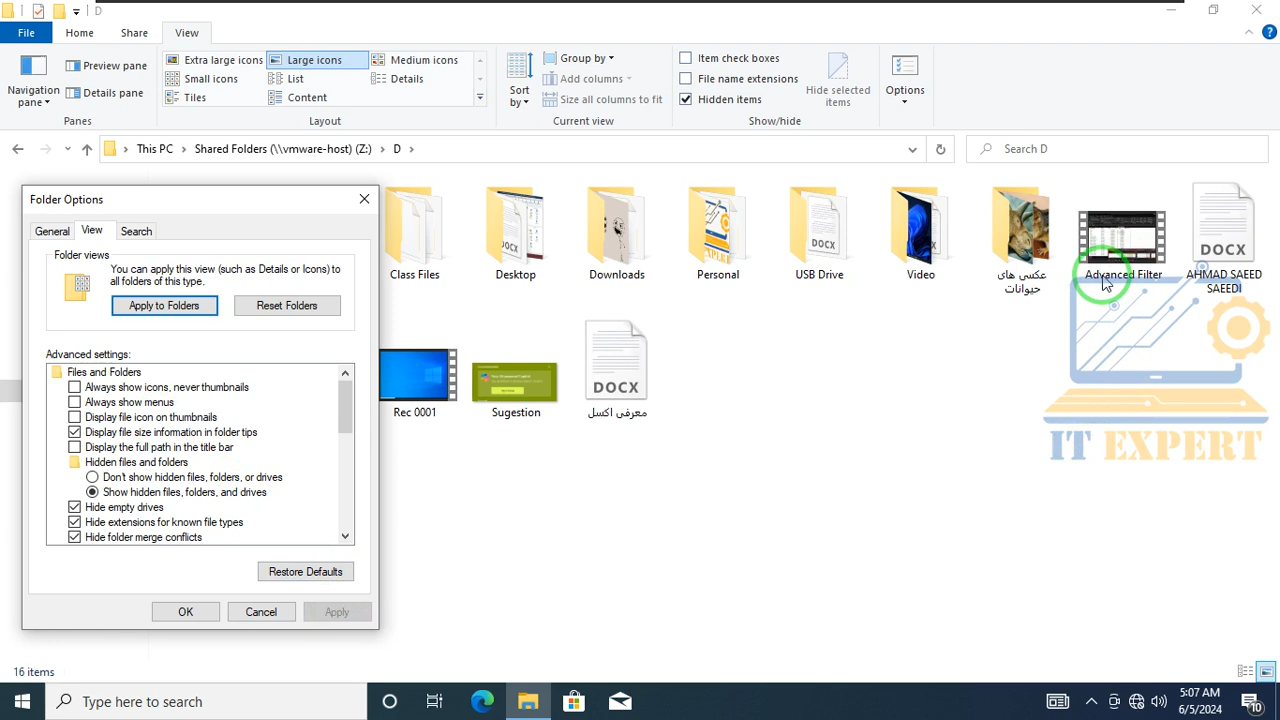 D
File
Home
Share
View
Navigation
pane
Preview pane
Details pane
Panes
Extra large icons
Large icons
Medium icons
Small icons
List
Details
Tiles
Content
Layout
Sort
by
Group by
Add columns
Size all columns to fit
Current view
Item check boxes
File name extensions
Hidden items
Hide selected
items
Show/hide
Options
This PC
Shared Folders (\\vmware-host) (Z:)
D
Search D
Folder Options
General
View
Search
Folder views
You can apply this view (such as Details or Icons) to
all folders of this type.
Apply to Folders
Reset Folders
Advanced settings:
Files and Folders
Always show icons, never thumbnails
Always show menus
Display file icon on thumbnails
Display file size information in folder tips
Display the full path in the title bar
Hidden files and folders
Don't show hidden files, folders, or drives
Show hidden files, folders, and drives
Hide empty drives
Hide extensions for known file types
Hide folder merge conflicts
Restore Defaults
OK
Cancel
Apply
Class Files
Desktop
DOCX
Downloads
Personal
DOCX
USB Drive
Video
عکسی های
حیوانات
Advanced Filter
DOCX
AHMAD SAEED
SAEEDI
Rec 0001
Sugestion
DOCX
معرفی اکسل
IT EXPERT
16 items
Type here to search
5:07 AM
6/5/2024
10